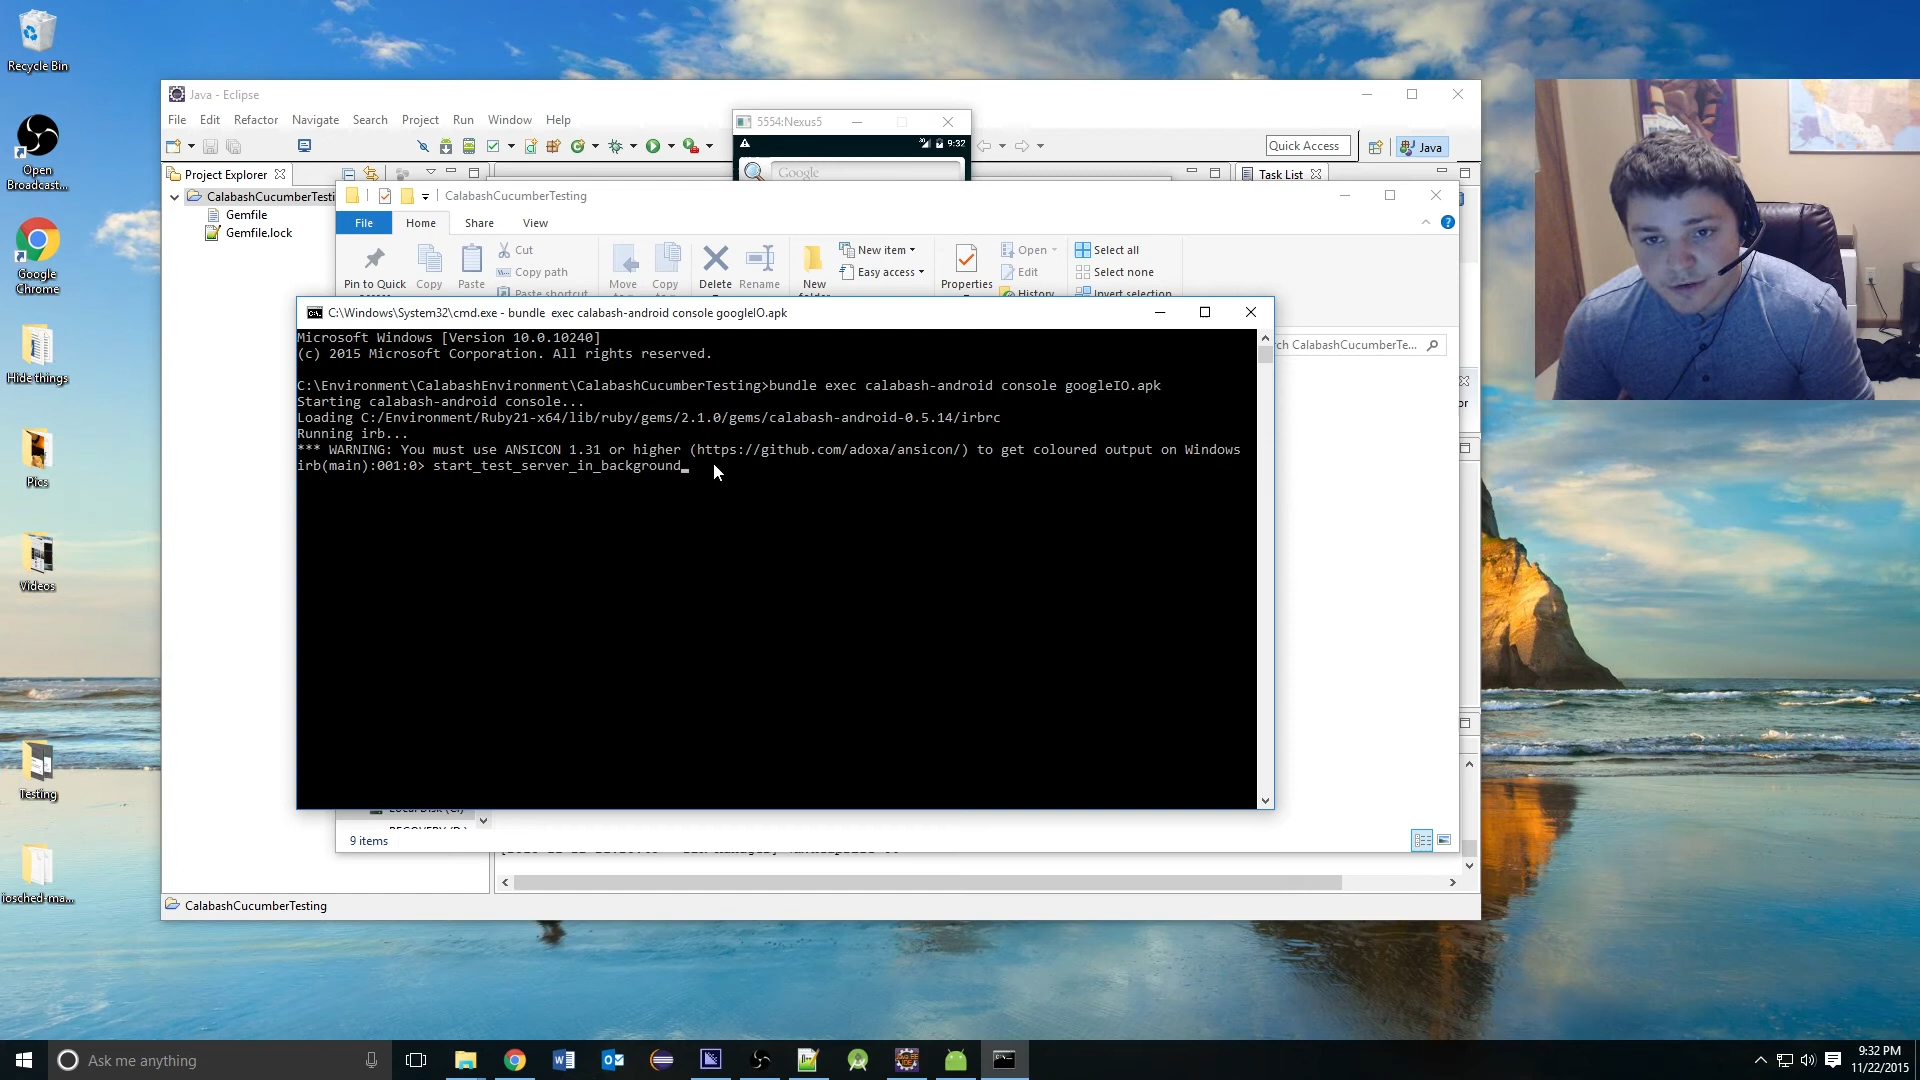 Recycle Bin
Open
Broadcast...
Google
Chrome
Hide things
Pics
Videos
Testing
iosched-ma...
Java - Eclipse
File Edit Refactor Navigate Search Project Run Window Help
Quick Access
Java
Project Explorer
CalabashCucumberTesti
Gemfile
Gemfile.lock
5554:Nexus5
9:32
Google
Task List
CalabashCucumberTesting
File Home Share View
Pin to Quick
Copy
Paste
Cut
Copy path
Paste shortcut
Move
Copy
Delete
Rename
New
New item
Easy access
Properties
Open
Edit
History
Select all
Select none
Invert selection
CalabashCucumberTe...
C:\Windows\System32\cmd.exe - bundle  exec calabash-android console googleIO.apk
Microsoft Windows [Version 10.0.10240]
(c) 2015 Microsoft Corporation. All rights reserved.
C:\Environment\CalabashEnvironment\CalabashCucumberTesting>bundle exec calabash-android console googleIO.apk
Starting calabash-android console...
Loading C:/Environment/Ruby21-x64/lib/ruby/gems/2.1.0/gems/calabash-android-0.5.14/irbrc
Running irb...
*** WARNING: You must use ANSICON 1.31 or higher (https://github.com/adoxa/ansicon/) to get coloured output on Windows
irb(main):001:0> start_test_server_in_background_
9 items
CalabashCucumberTesting
Ask me anything
9:32 PM
11/22/2015